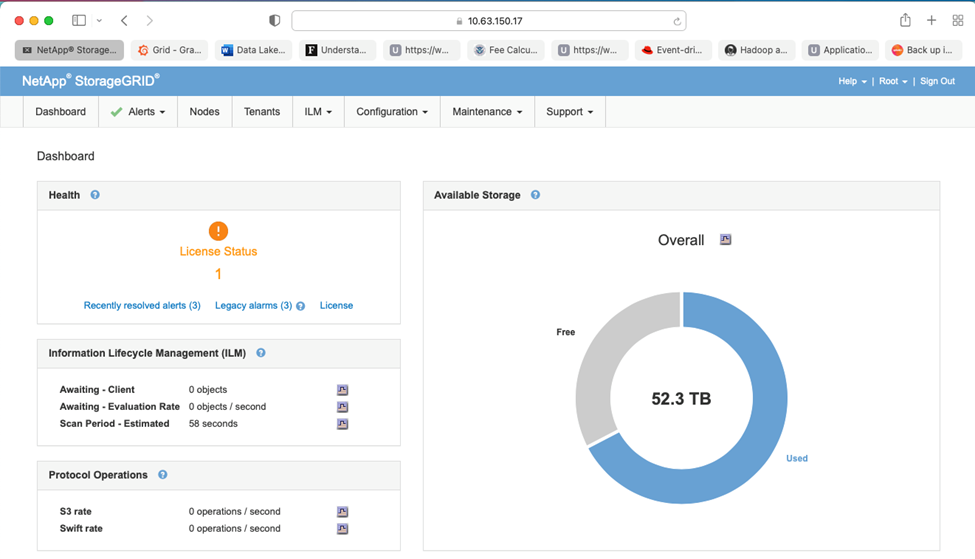 10.63.150.17
NetApp® Storage...
Grid - Gra...
Data Lake...
Understa...
https://w...
Fee Calcu...
https://w...
Event-dri...
Hadoop a...
Applicatio...
Back up i...
NetApp® StorageGRID®
Help | Root | Sign Out
Dashboard
Alerts
Nodes
Tenants
ILM
Configuration
Maintenance
Support
Dashboard
Health ?
!
License Status
1
Recently resolved alerts (3) Legacy alarms (3) ? License
Information Lifecycle Management (ILM) ?
Awaiting - Client 0 objects
Awaiting - Evaluation Rate 0 objects / second
Scan Period - Estimated 58 seconds
Protocol Operations ?
S3 rate 0 operations / second
Swift rate 0 operations / second
Available Storage ?
Overall
Free
52.3 TB
Used